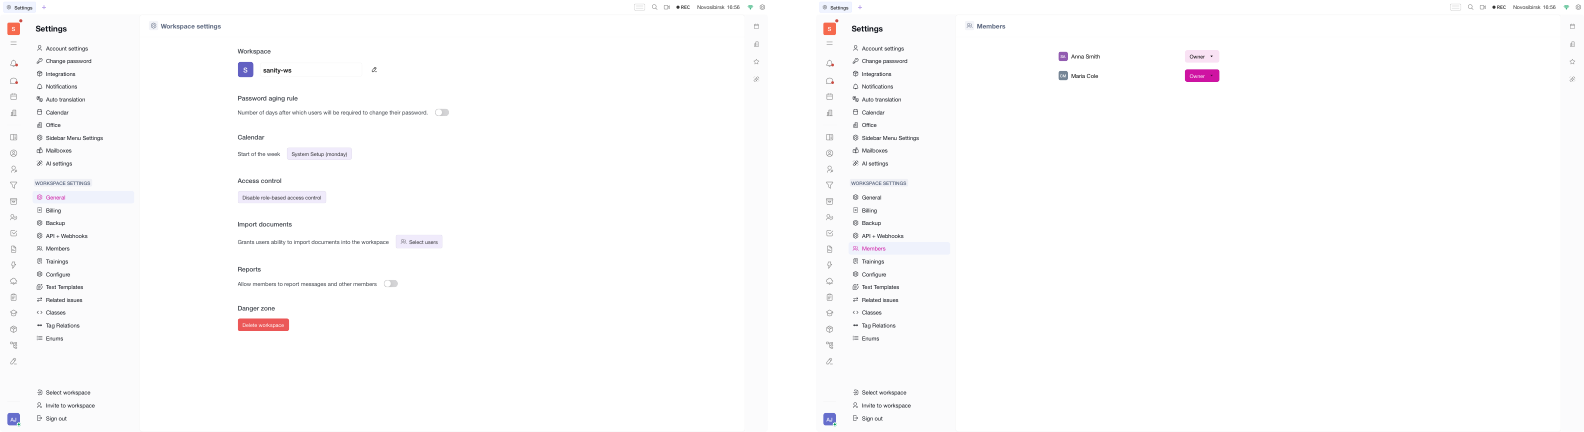 Settings
REC
Novosibirsk 16:56
S
Settings
Workspace settings
Account settings
Change password
Integrations
Notifications
Auto translation
Calendar
Office
Sidebar Menu Settings
Mailboxes
AI settings
WORKSPACE SETTINGS
General
Billing
Backup
API + Webhooks
Members
Trainings
Configure
Text Templates
Related issues
Classes
Tag Relations
Enums
Select workspace
Invite to workspace
Sign out
AJ
Workspace
S sanity-ws
Password aging rule
Number of days after which users will be required to change their password.
Calendar
Start of the week System Setup (monday)
Access control
Disable role-based access control
Import documents
Grants users ability to import documents into the workspace Select users
Reports
Allow members to report messages and other members
Danger zone
Delete workspace
Settings
REC
Novosibirsk 16:56
S
Settings
Members
Account settings
Change password
Integrations
Notifications
Auto translation
Calendar
Office
Sidebar Menu Settings
Mailboxes
AI settings
WORKSPACE SETTINGS
General
Billing
Backup
API + Webhooks
Members
Trainings
Configure
Text Templates
Related issues
Classes
Tag Relations
Enums
Select workspace
Invite to workspace
Sign out
AJ
Anna Smith Owner
Maria Cole Owner